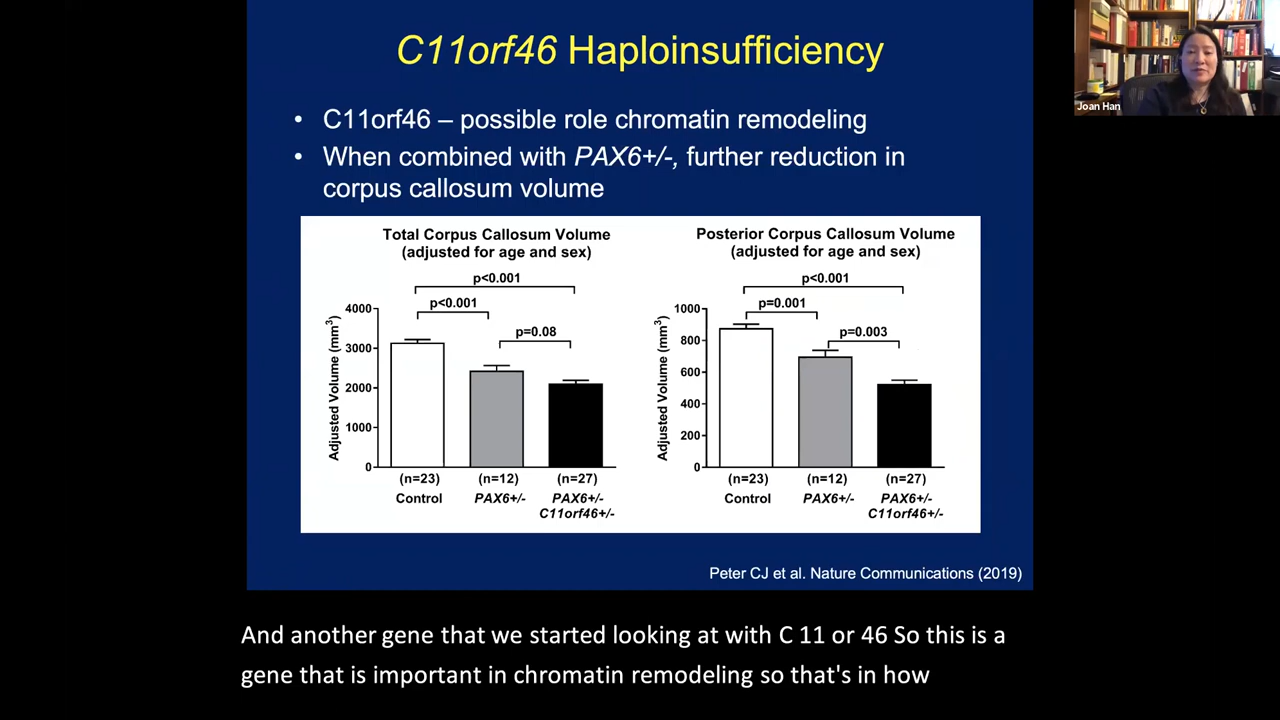 C11orf46 Haploinsufficiency
Joan Han
• C11orf46 – possible role chromatin remodeling
• When combined with PAX6+/-, further reduction in
corpus callosum volume
Total Corpus Callosum Volume
(adjusted for age and sex)
p<0.001
p<0.001
p=0.08
Adjusted Volume (mm³)
4000
3000
2000
1000
0
(n=23) (n=12) (n=27)
Control PAX6+/- PAX6+/-
C11orf46+/-
Posterior Corpus Callosum Volume
(adjusted for age and sex)
p<0.001
p=0.001
p=0.003
Adjusted Volume (mm³)
1000
800
600
400
200
0
(n=23) (n=12) (n=27)
Control PAX6+/- PAX6+/-
C11orf46+/-
Peter CJ et al. Nature Communications (2019)
And another gene that we started looking at with C 11 or 46 So this is a
gene that is important in chromatin remodeling so that's in how